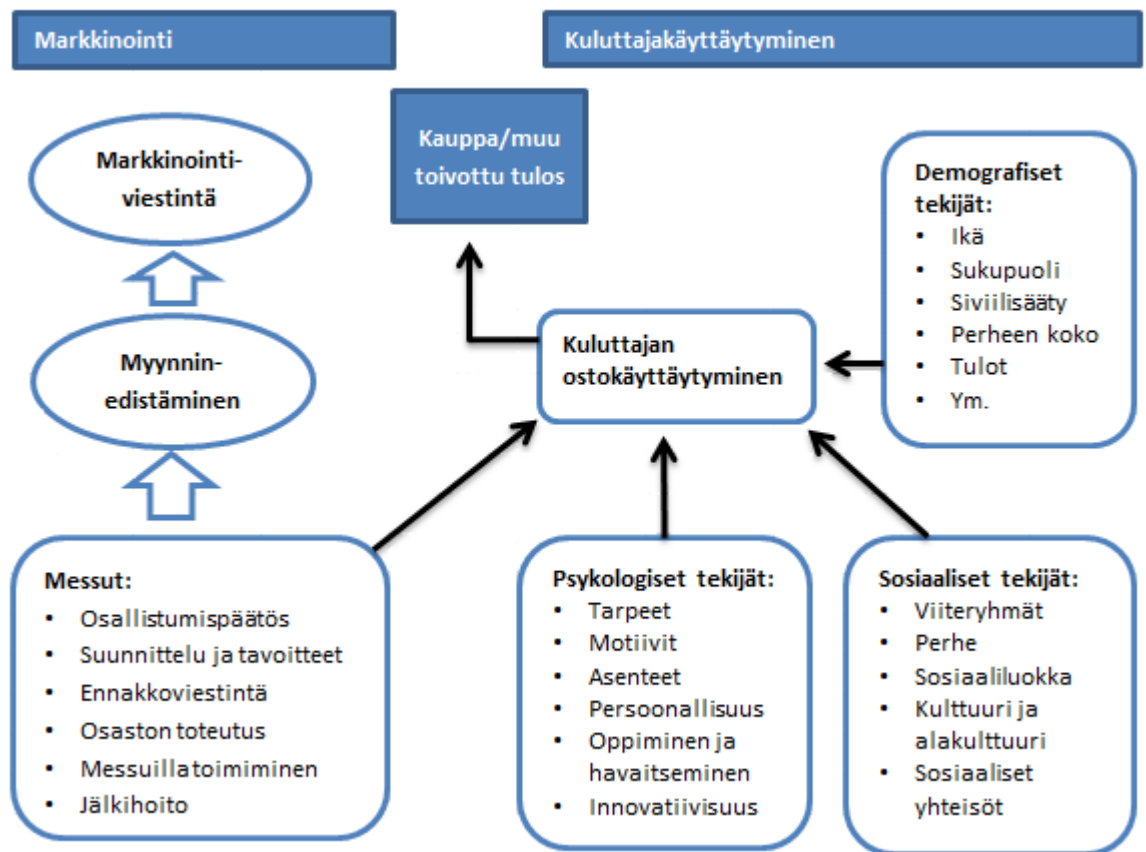 Markkinointi
Kuluttajakäyttäytyminen
Markkinointi-
viestintä
Kauppa/muu
toivottu tulos
Demografiset
tekijät:
• Ikä
• Sukupuoli
• Siviilisääty
• Perheen koko
• Tulot
• Ym.
Myynnin-
edistäminen
Kuluttajan
ostokäyttäytyminen
Messut:
• Osallistumispäätös
• Suunnittelu ja tavoitteet
• Ennakkoviestintä
• Osaston toteutus
• Messuilla toimiminen
• Jälkihoito
Psykologiset tekijät:
• Tarpeet
• Motiivit
• Asenteet
• Persoonallisuus
• Oppiminen ja
havaitseminen
• Innovatiivisuus
Sosiaaliset tekijät:
• Viiteryhmät
• Perhe
• Sosiaaliluokka
• Kulttuuri ja
alakulttuuri
• Sosiaaliset
yhteisöt